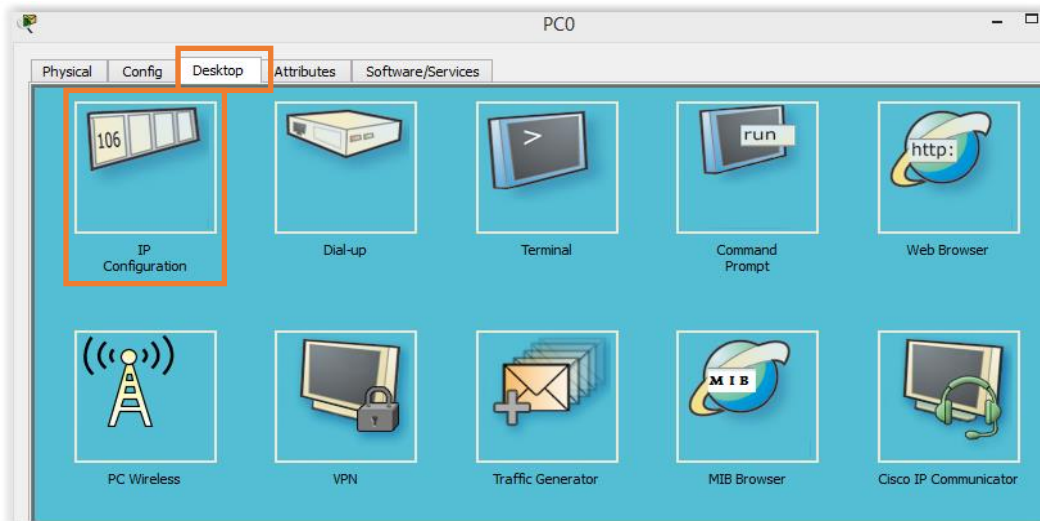 PC0
Physical Config Desktop Attributes Software/Services
106
>
run
http:
IP
Configuration
Dial-up
Terminal
Command
Prompt
Web Browser
MIB
PC Wireless
VPN
Traffic Generator
MIB Browser
Cisco IP Communicator